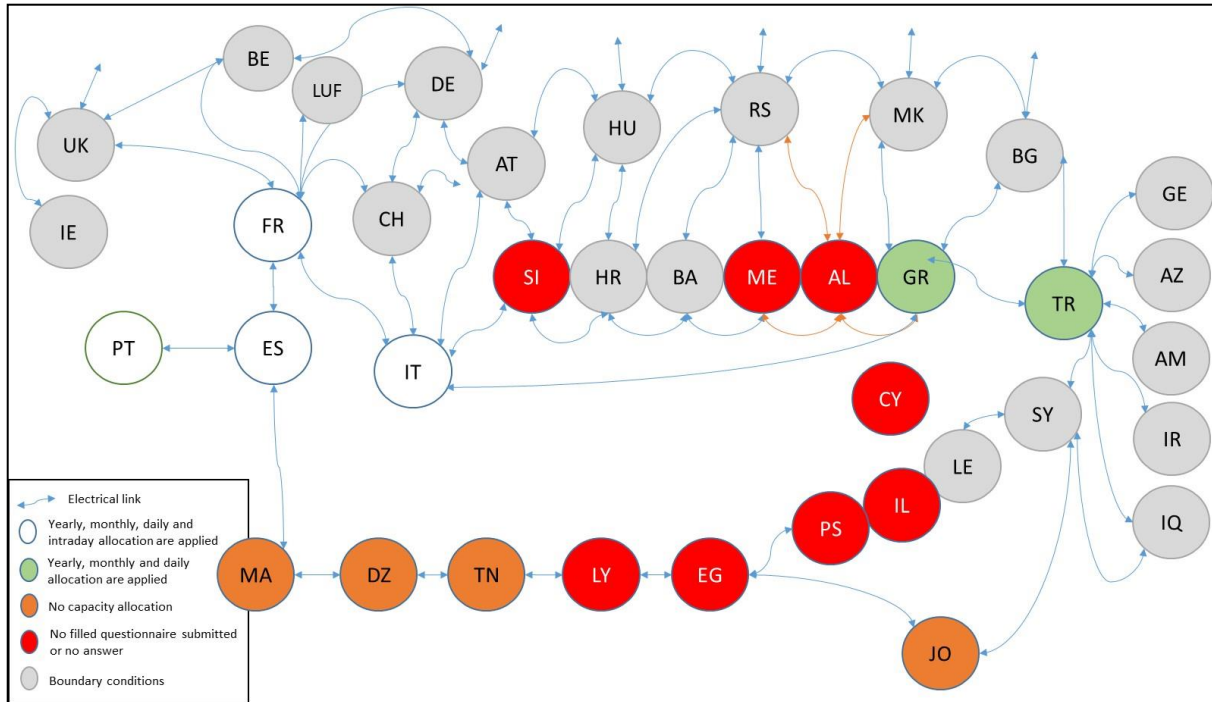 BE
LUF
DE
UK
HU
RS
MK
AT
BG
IE
FR
CH
GE
SI
HR
BA
ME
AL
GR
AZ
TR
PT
ES
IT
AM
CY
SY
IR
LE
IL
PS
IQ
MA
DZ
TN
LY
EG
JO
Electrical link
Yearly, monthly, daily and
intraday allocation are applied
Yearly, monthly and daily
allocation are applied
No capacity allocation
No filled questionnaire submitted
or no answer
Boundary conditions